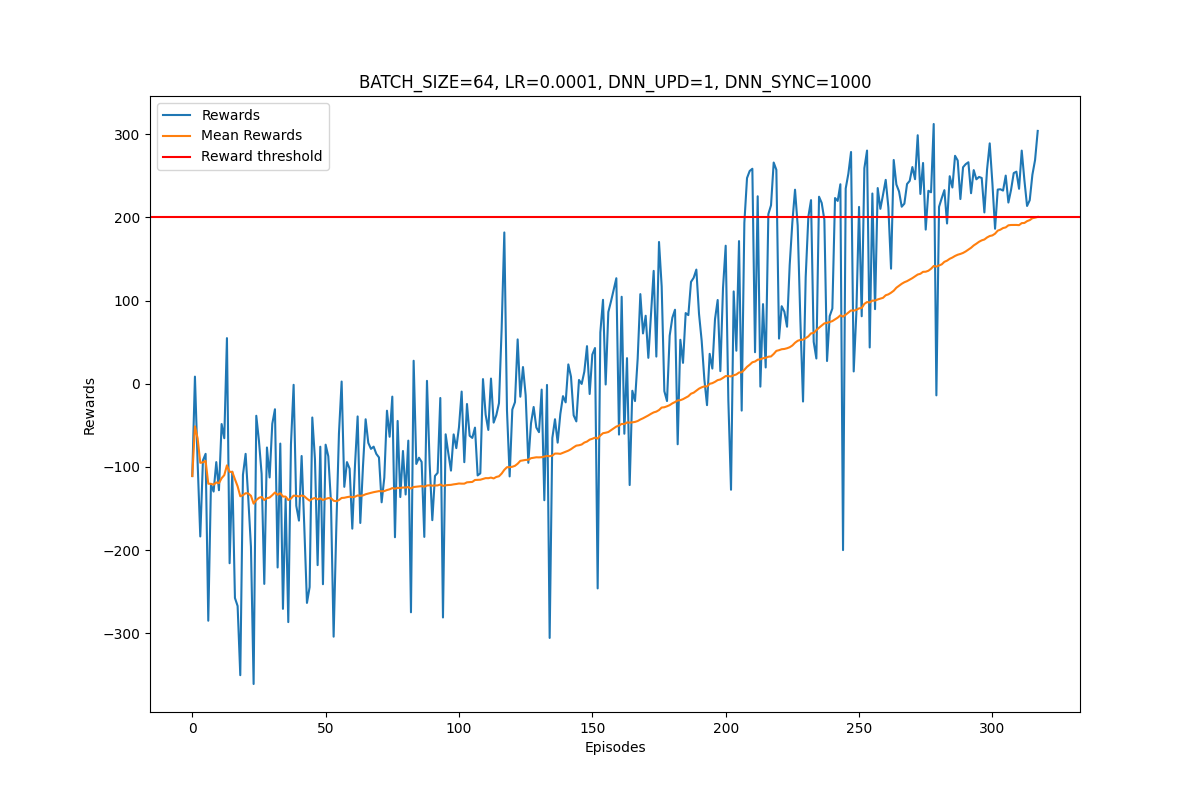 BATCH_SIZE=64, LR=0.0001, DNN_UPD=1, DNN_SYNC=1000
Rewards
Mean Rewards
Reward threshold
300
200
100
0
−100
−200
−300
Rewards
0 50 100 150 200 250 300
Episodes